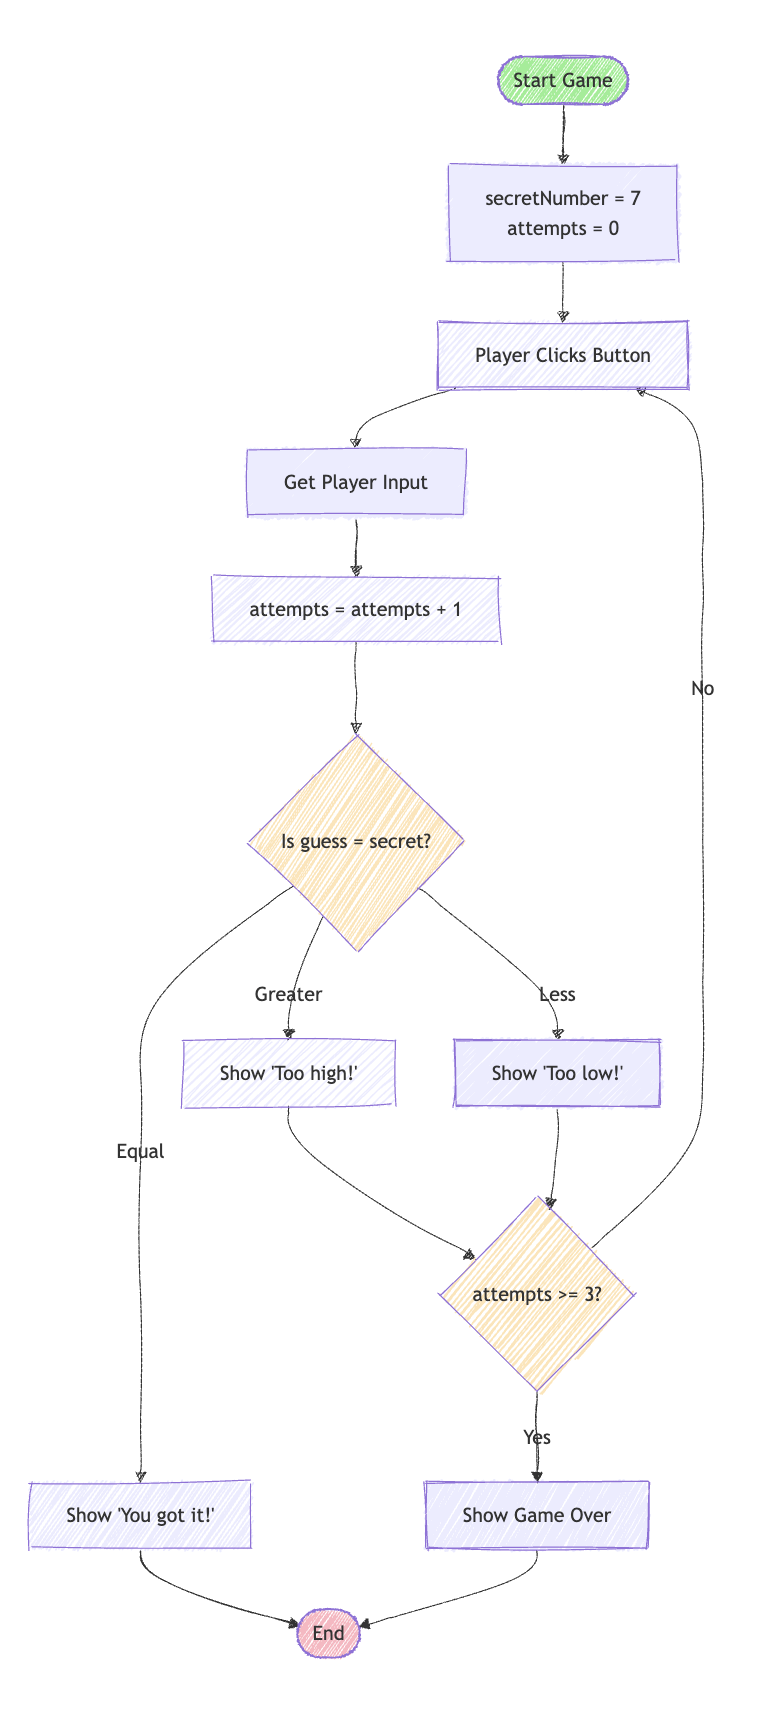 Start Game
secretNumber = 7
attempts = 0
Player Clicks Button
Get Player Input
attempts = attempts + 1
No
Is guess = secret?
Greater
Less
Show 'Too high!'
Show 'Too low!'
Equal
attempts >= 3?
Yes
Show 'You got it!'
Show Game Over
End